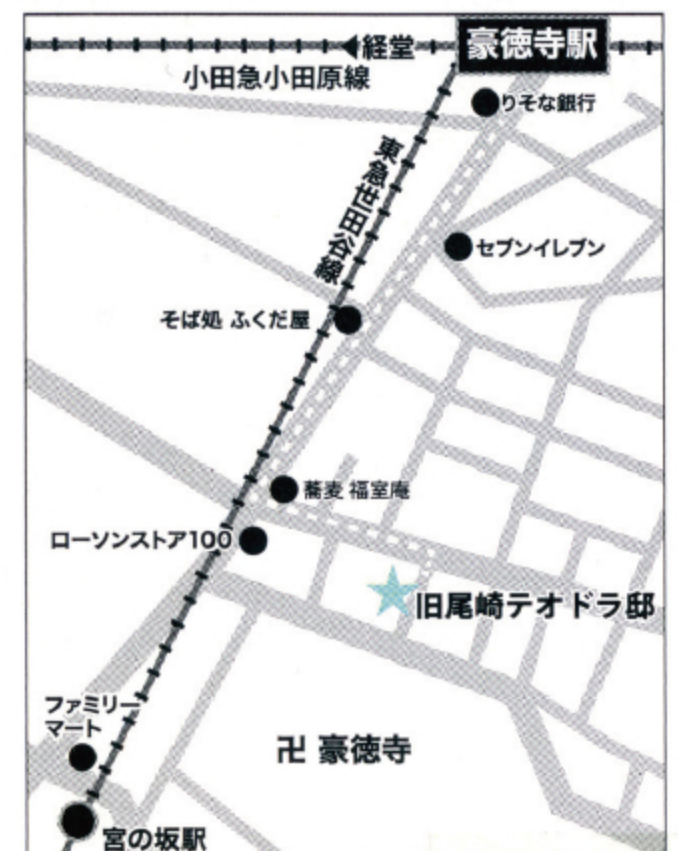 ◀経堂
豪徳寺駅
小田急小田原線
りそな銀行
東急世田谷線
セブンイレブン
そば処 ふくだ屋
蕎麦 福室庵
ローソンストア100
旧尾崎テオドラ邸
ファミリー
マート
卍 豪徳寺
宮の坂駅